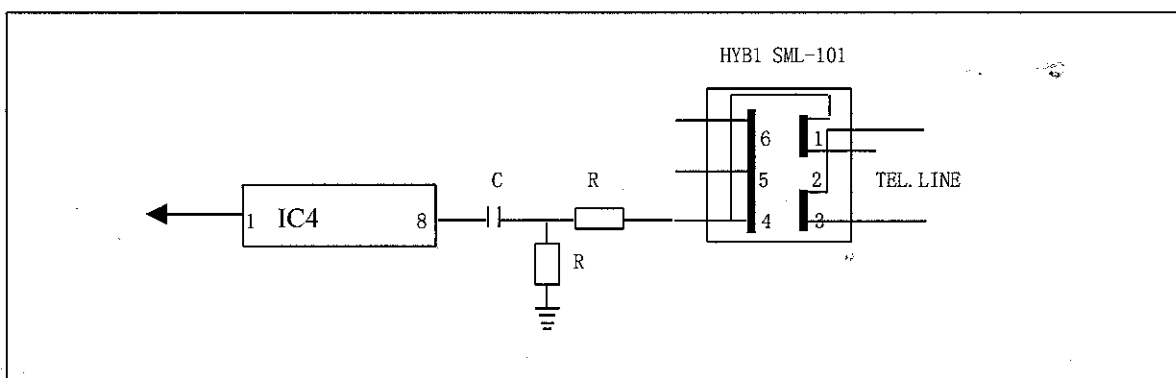 HYB1 SML-101
6 1
C R 5 2 TEL.LINE
1 IC4 8 4 3
R